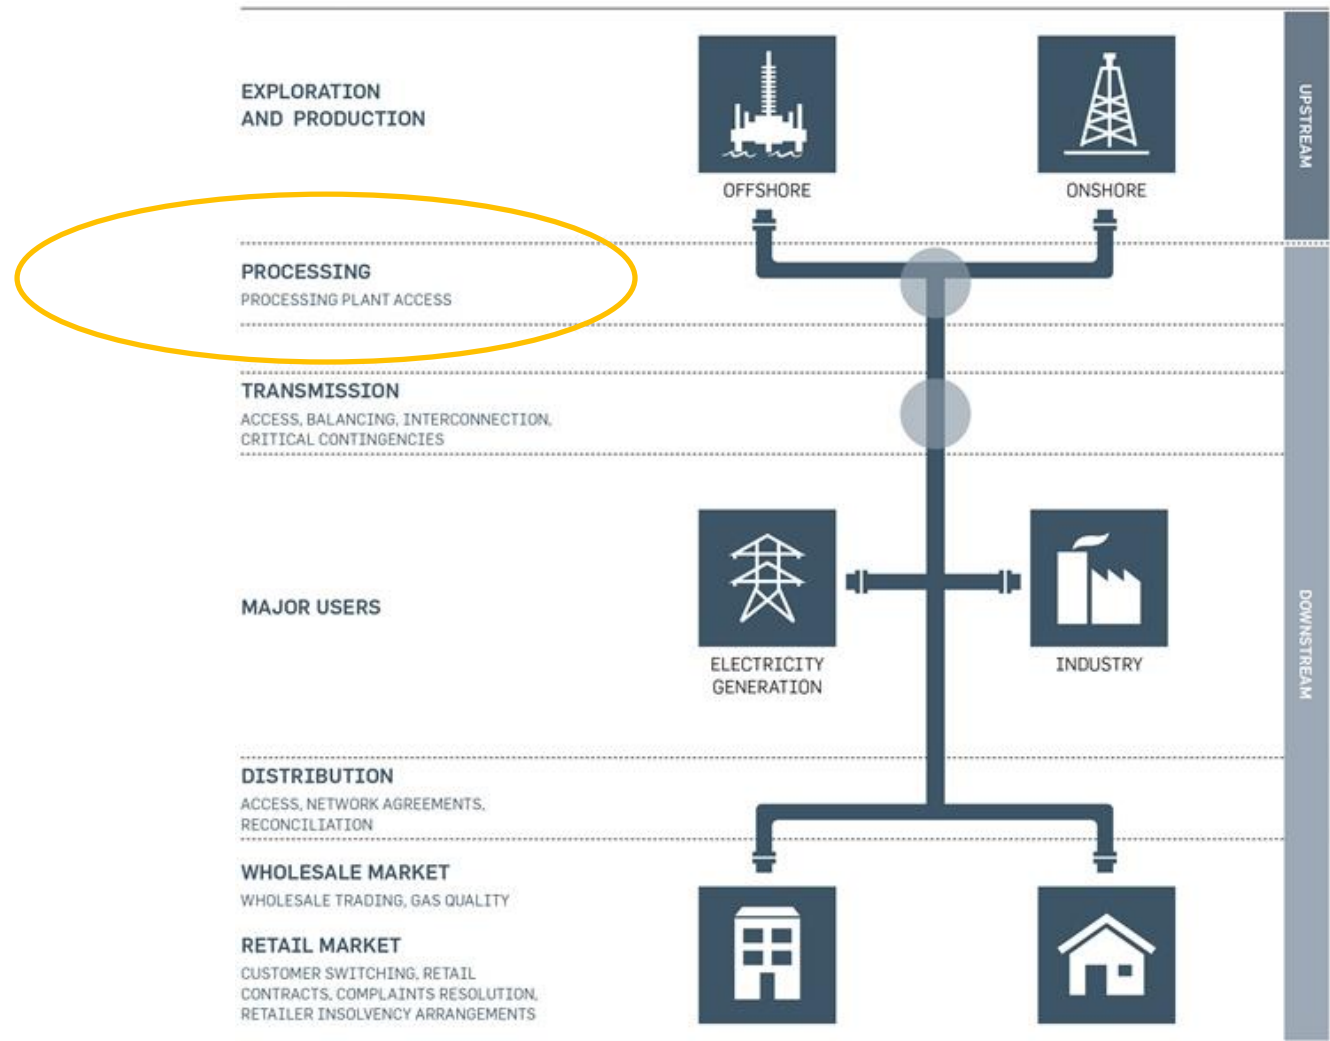 EXPLORATION
AND PRODUCTION
OFFSHORE
ONSHORE
UPSTREAM
PROCESSING
PROCESSING PLANT ACCESS
TRANSMISSION
ACCESS, BALANCING, INTERCONNECTION,
CRITICAL CONTINGENCIES
MAJOR USERS
ELECTRICITY
GENERATION
INDUSTRY
DOWNSTREAM
DISTRIBUTION
ACCESS, NETWORK AGREEMENTS,
RECONCILIATION
WHOLESALE MARKET
WHOLESALE TRADING, GAS QUALITY
RETAIL MARKET
CUSTOMER SWITCHING, RETAIL
CONTRACTS, COMPLAINTS RESOLUTION,
RETAILER INSOLVENCY ARRANGEMENTS